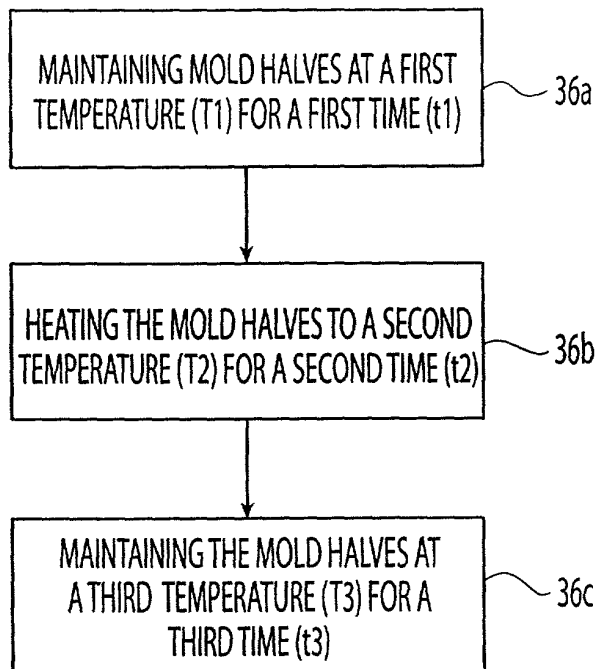 MAINTAINING MOLD HALVES AT A FIRST
TEMPERATURE (T1) FOR A FIRST TIME (t1)
36a
HEATING THE MOLD HALVES TO A SECOND
TEMPERATURE (T2) FOR A SECOND TIME (t2)
36b
MAINTAINING THE MOLD HALVES AT
A THIRD TEMPERATURE (T3) FOR A
THIRD TIME (t3)
36c